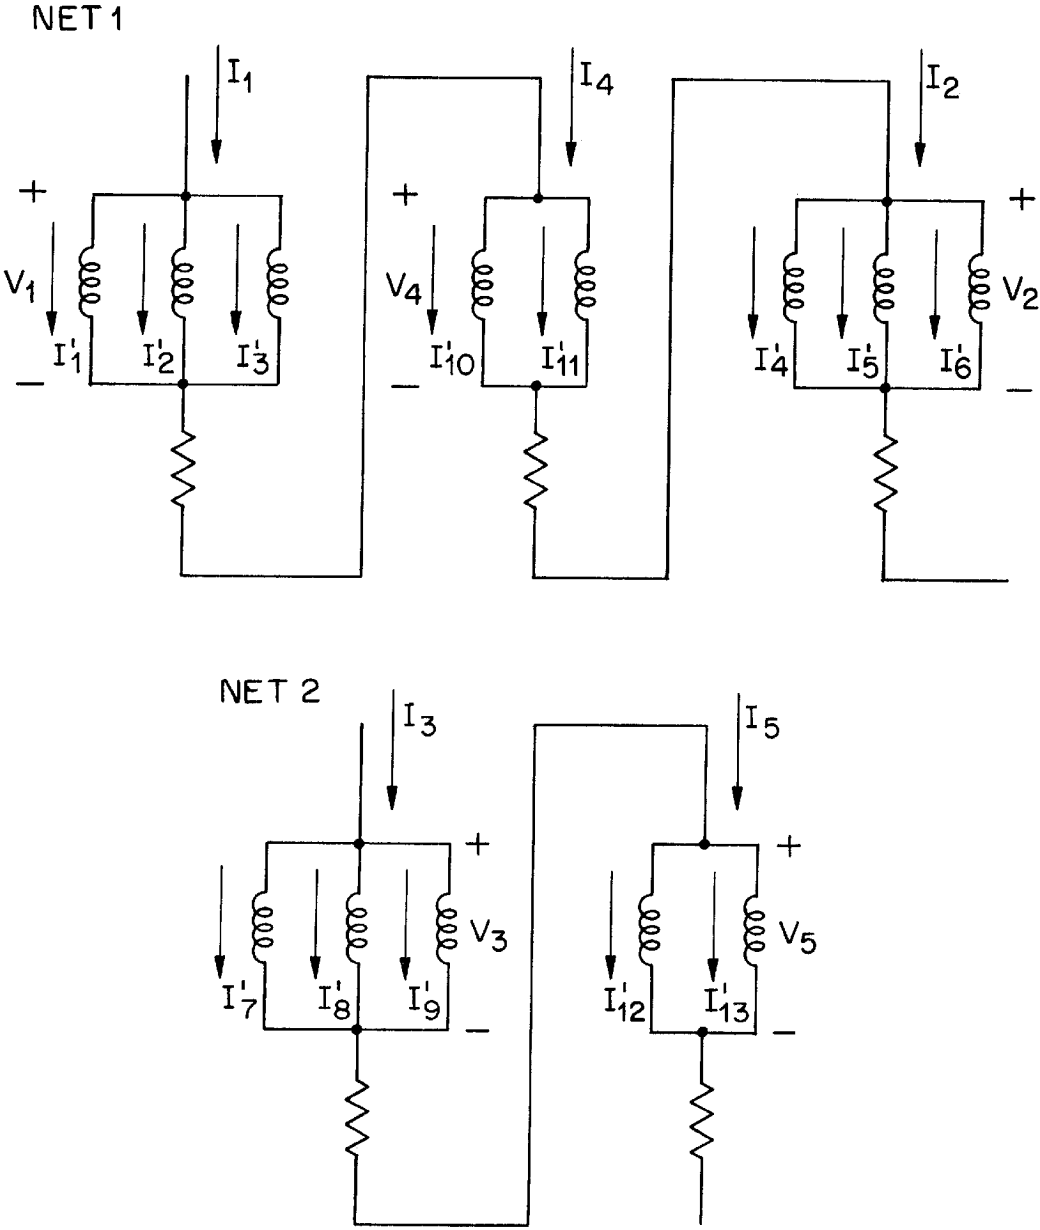 NET 1
I1 I4 I2
+ + +
V1 V4 V2
I'1 I'2 I'3 I'10 I'11 I'4 I'5 I'6
− − −
NET 2
I3 I5
+ +
V3 V5
I'7 I'8 I'9 I'12 I'13
− −